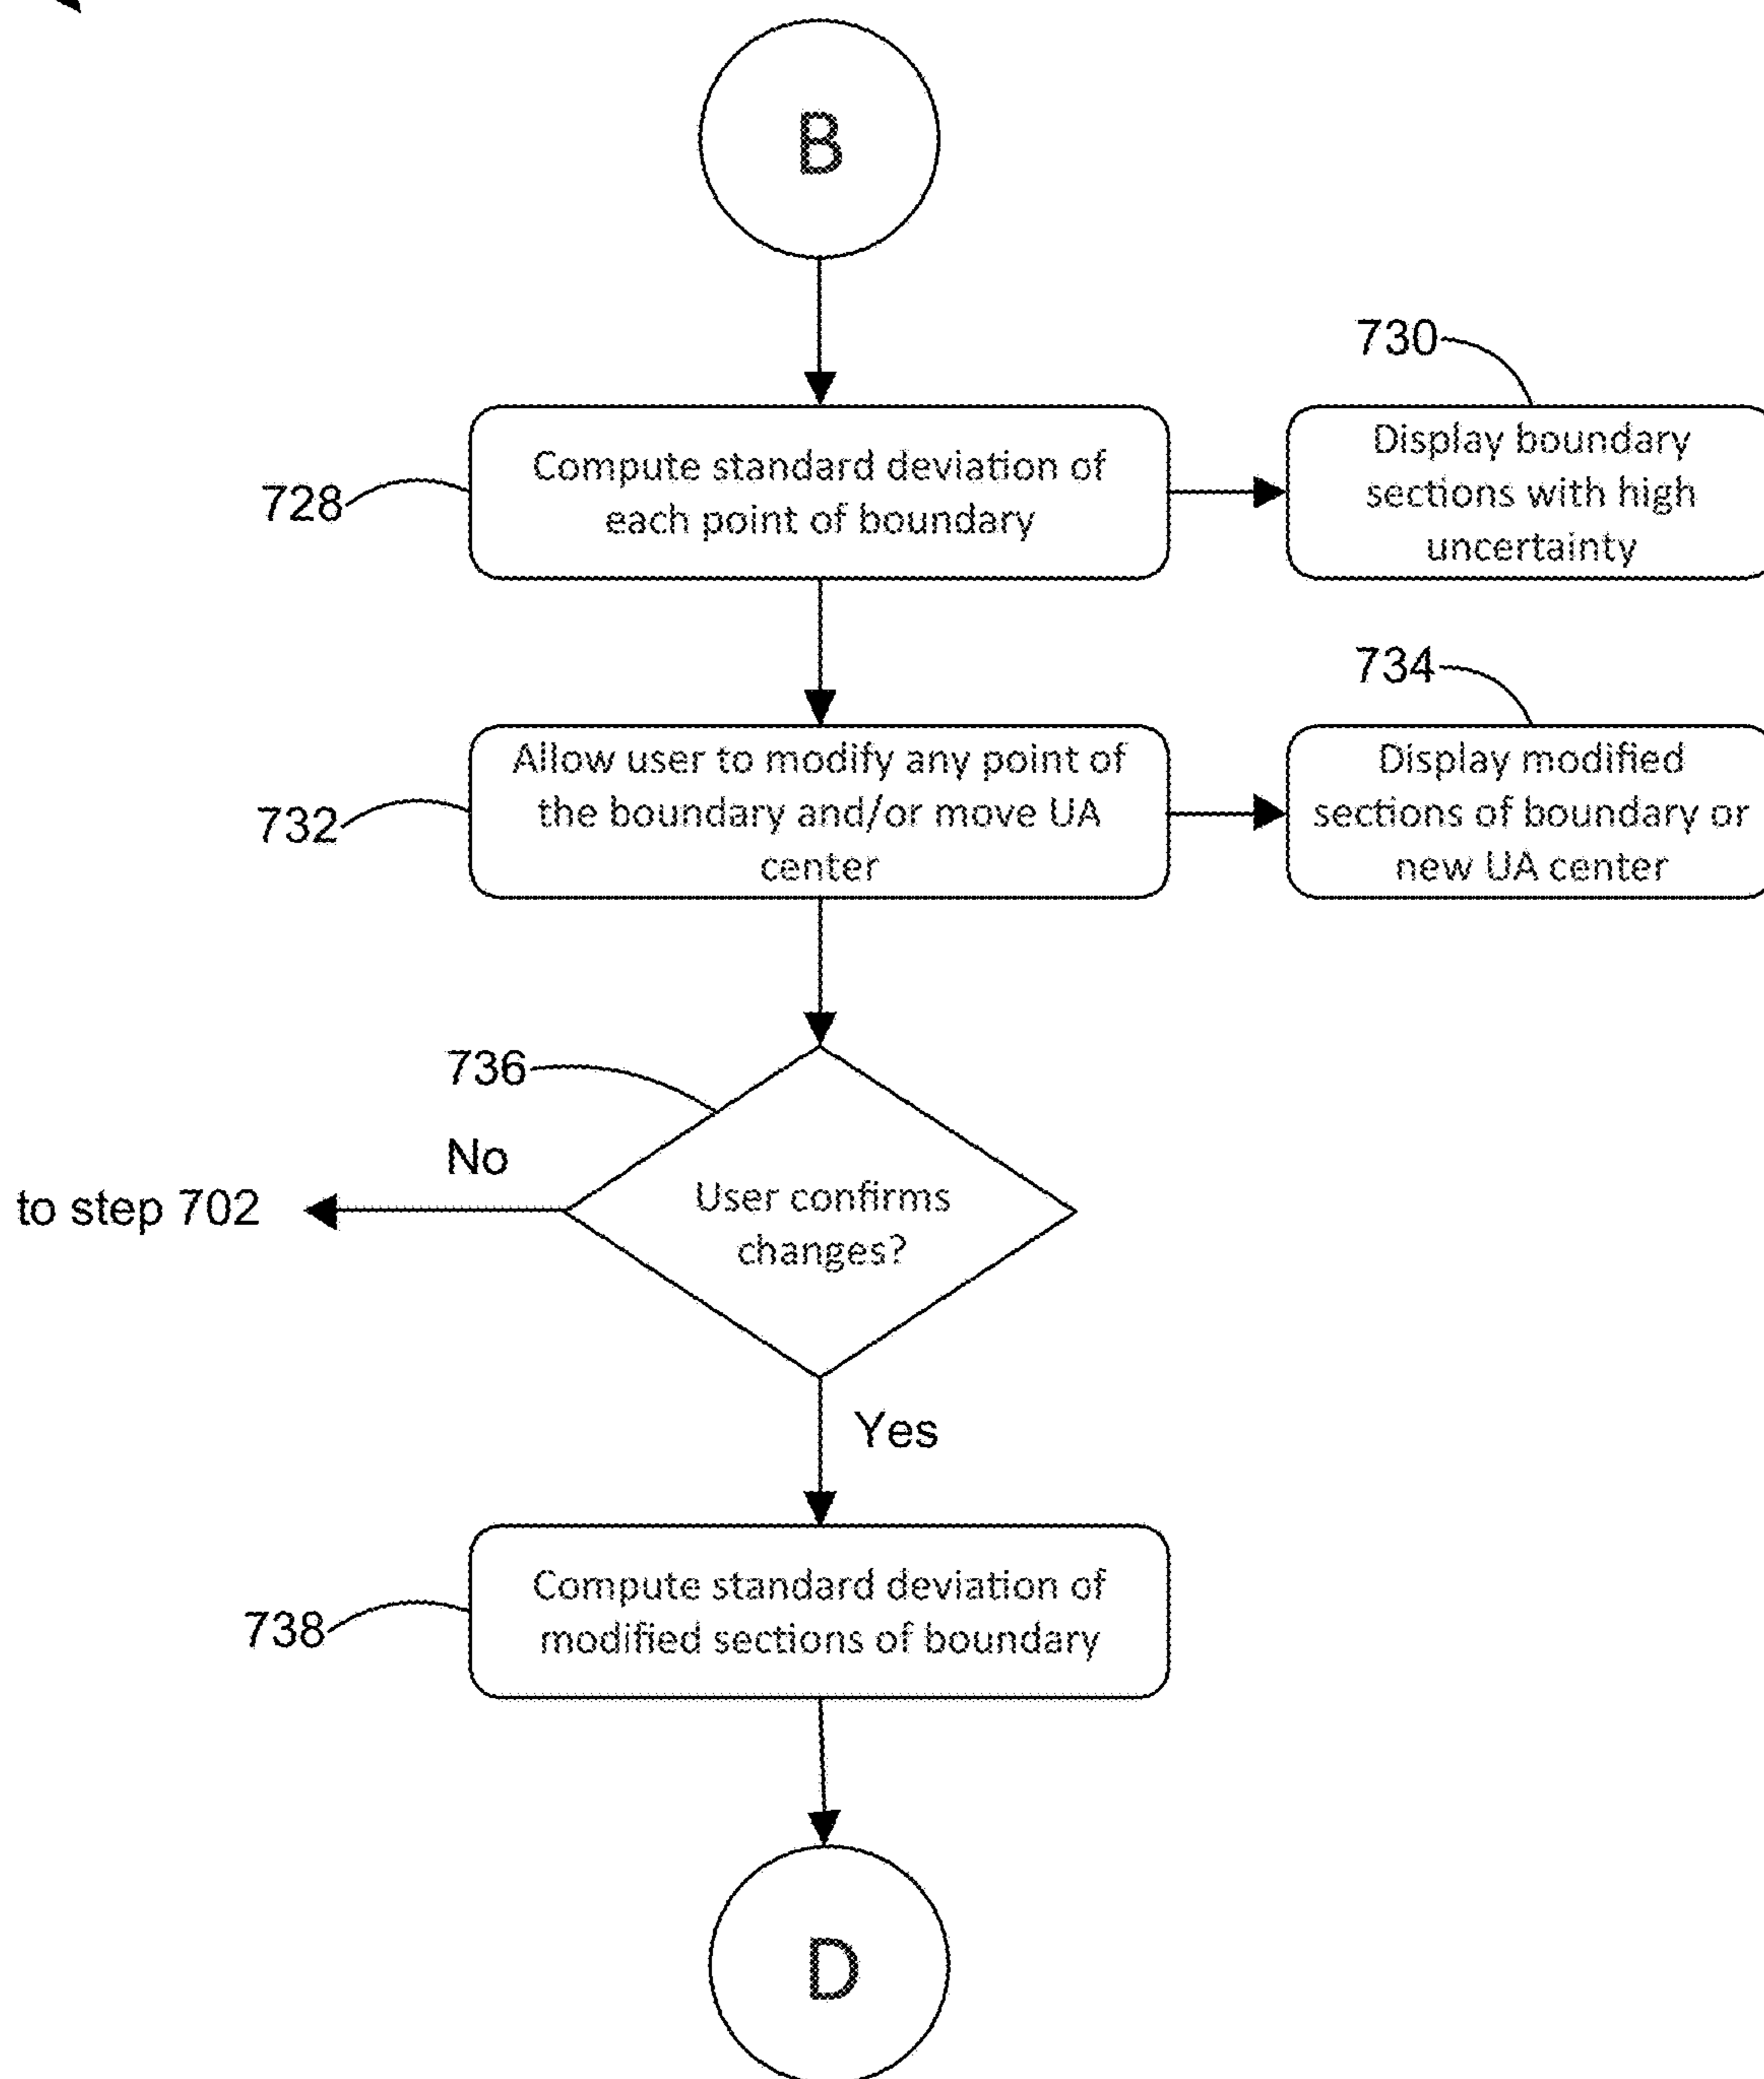 B
730
728
Compute standard deviation of
each point of boundary
Display boundary
sections with high
uncertainty
734
732
Allow user to modify any point of
the boundary and/or move UA
center
Display modified
sections of boundary or
new UA center
736
No
to step 702
User confirms
changes?
Yes
738
Compute standard deviation of
modified sections of boundary
D